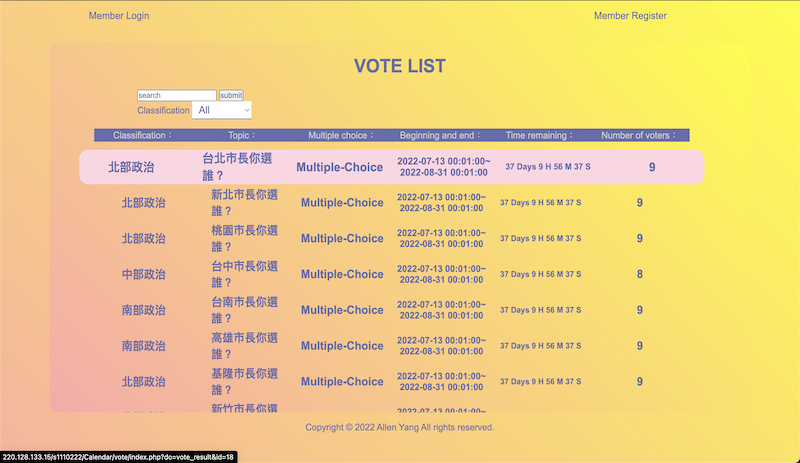 Member Login Member Register
VOTE LIST
search submit
Classification All
Classification： Topic： Multiple choice： Beginning and end： Time remaining： Number of voters：
北部政治 台北市長你選誰？ Multiple-Choice 2022-07-13 00:01:00~ 2022-08-31 00:01:00 37 Days 9 H 56 M 37 S 9
北部政治 新北市長你選誰？ Multiple-Choice 2022-07-13 00:01:00~ 2022-08-31 00:01:00 37 Days 9 H 56 M 37 S 9
北部政治 桃園市長你選誰？ Multiple-Choice 2022-07-13 00:01:00~ 2022-08-31 00:01:00 37 Days 9 H 56 M 37 S 9
中部政治 台中市長你選誰？ Multiple-Choice 2022-07-13 00:01:00~ 2022-08-31 00:01:00 37 Days 9 H 56 M 37 S 8
南部政治 台南市長你選誰？ Multiple-Choice 2022-07-13 00:01:00~ 2022-08-31 00:01:00 37 Days 9 H 56 M 37 S 9
南部政治 高雄市長你選誰？ Multiple-Choice 2022-07-13 00:01:00~ 2022-08-31 00:01:00 37 Days 9 H 56 M 37 S 9
北部政治 基隆市長你選誰？ Multiple-Choice 2022-07-13 00:01:00~ 2022-08-31 00:01:00 37 Days 9 H 56 M 37 S 9
新竹市長你選 2022-07-13 00:01:00~
Copyright © 2022 Allen Yang All rights reserved.
220.128.133.15/s1110222/Calendar/vote/index.php?do=vote_result&id=18